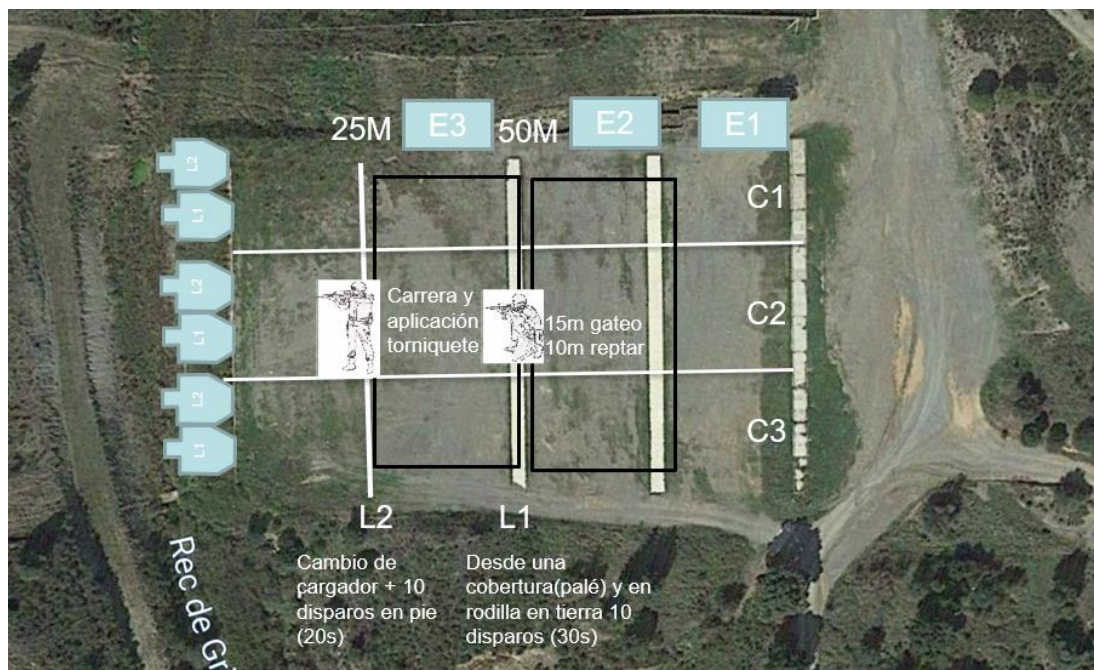 25M
E3
50M
E2
E1
L2
L1
L2
L1
L2
L1
C1
C2
C3
Carrera y
aplicación
torniquete
15m gateo
10m reptar
L2
L1
Cambio de
cargador + 10
disparos en pie
(20s)
Desde una
cobertura(palé) y en
rodilla en tierra 10
disparos (30s)
Rec de